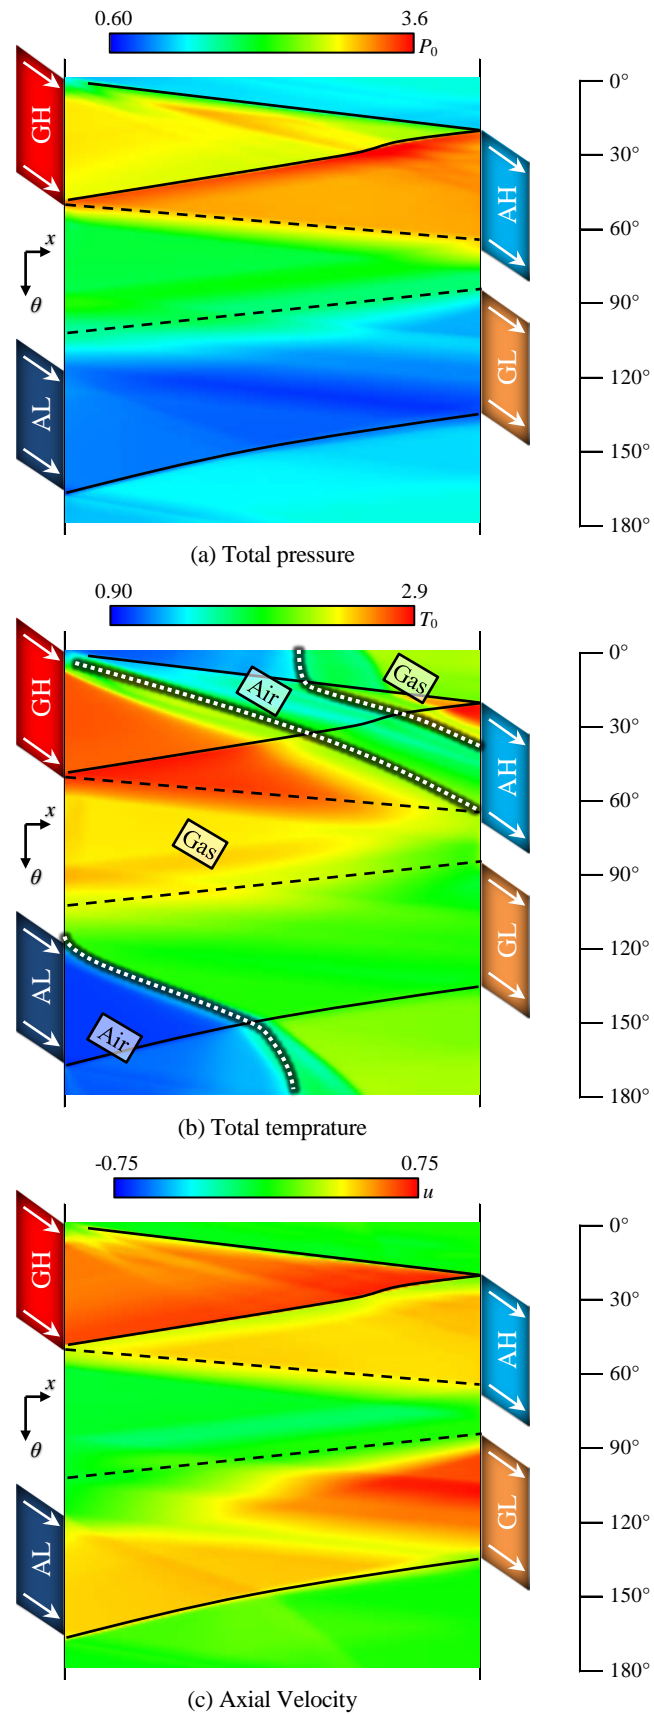 0.60 3.6
P₀
GH
AH
x
θ
AL
GL
0°
30°
60°
90°
120°
150°
180°
(a) Total pressure
0.90 2.9
T₀
GH
Gas
Air
AH
x
θ
Gas
AL
GL
Air
0°
30°
60°
90°
120°
150°
180°
(b) Total temprature
-0.75 0.75
u
GH
AH
x
θ
AL
GL
0°
30°
60°
90°
120°
150°
180°
(c) Axial Velocity